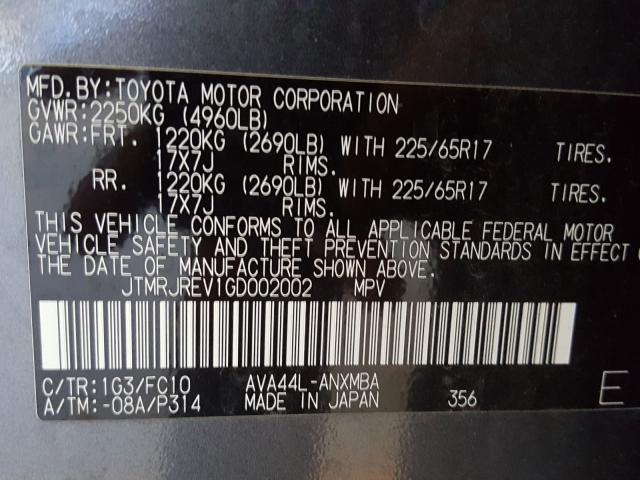 MFD.BY:TOYOTA MOTOR CORPORATION
GVWR:2250KG (4960LB)
GAWR:FRT. 1220KG (2690LB) WITH 225/65R17 TIRES.
17X7J RIMS.
RR. 1220KG (2690LB) WITH 225/65R17 TIRES.
17X7J RIMS.
THIS VEHICLE CONFORMS TO ALL APPLICABLE FEDERAL MOTOR
VEHICLE SAFETY AND THEFT PREVENTION STANDARDS IN EFFECT
THE DATE OF MANUFACTURE SHOWN ABOVE.
JTMRJREV1GD002002 MPV
C/TR:1G3/FC10 AVA44L-ANXMBA
A/TM:-08A/P314 MADE IN JAPAN 356 E